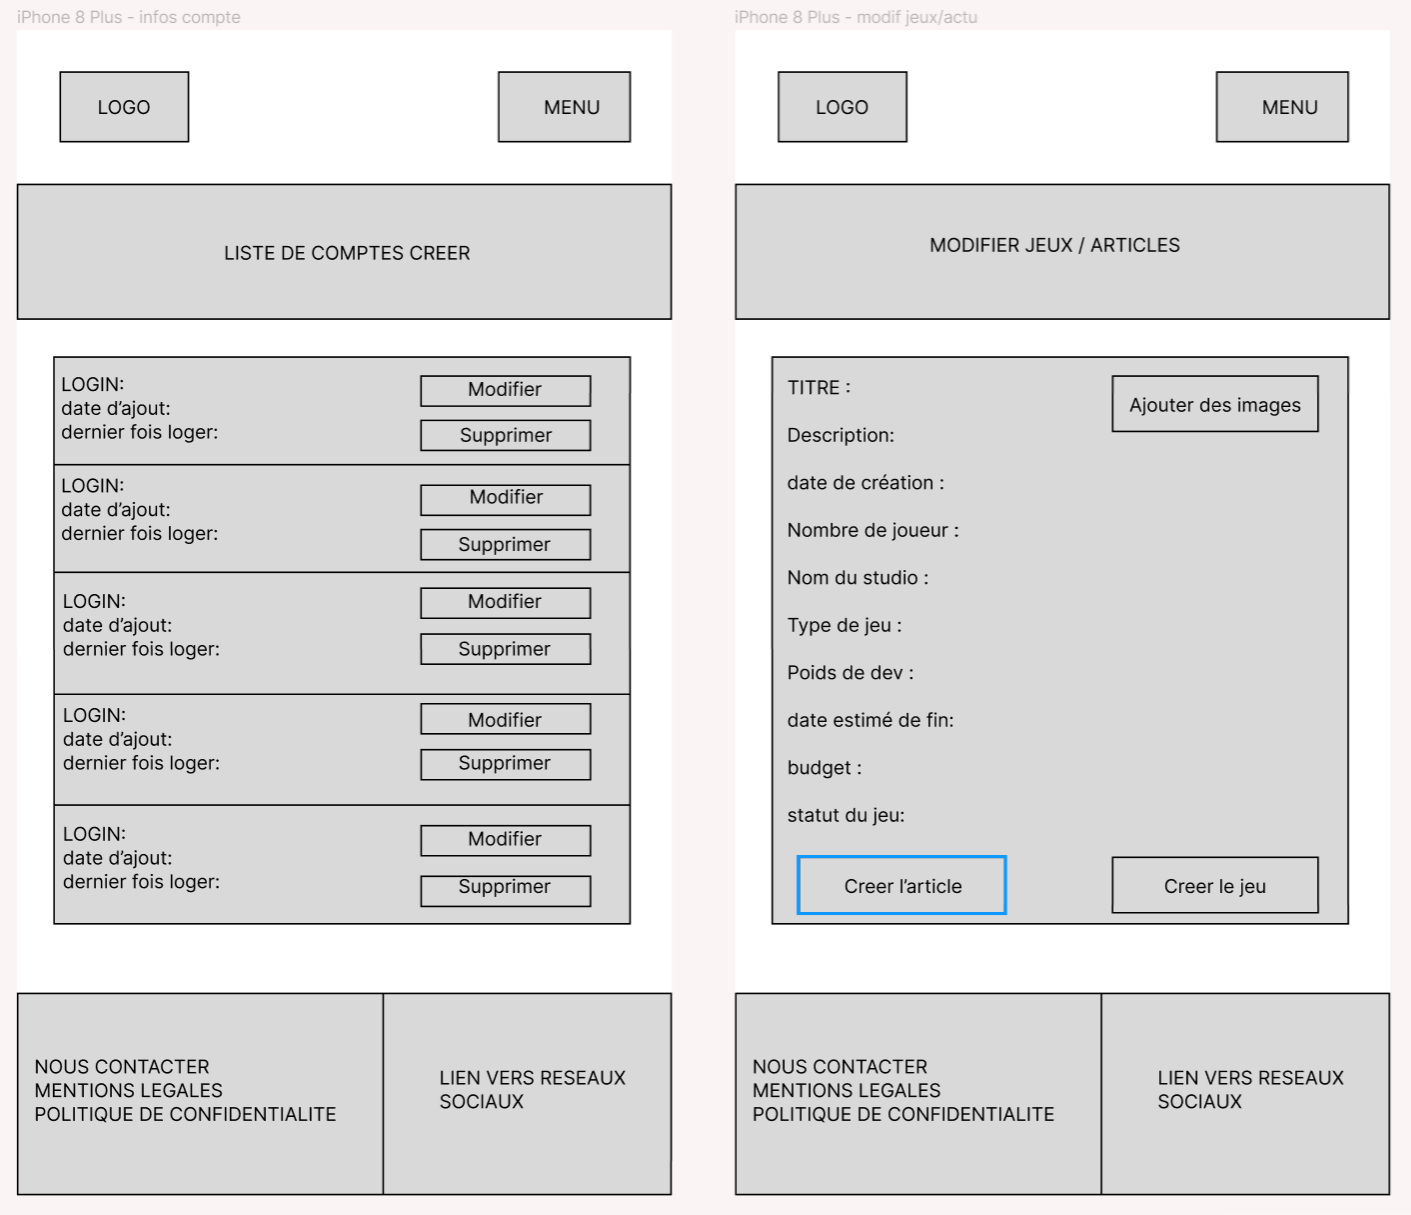 iPhone 8 Plus - infos compte
LOGO
MENU
LISTE DE COMPTES CREER
LOGIN:
date d’ajout:
dernier fois loger:
Modifier
Supprimer
LOGIN:
date d’ajout:
dernier fois loger:
Modifier
Supprimer
LOGIN:
date d’ajout:
dernier fois loger:
Modifier
Supprimer
LOGIN:
date d’ajout:
dernier fois loger:
Modifier
Supprimer
LOGIN:
date d’ajout:
dernier fois loger:
Modifier
Supprimer
NOUS CONTACTER
MENTIONS LEGALES
POLITIQUE DE CONFIDENTIALITE
LIEN VERS RESEAUX
SOCIAUX
iPhone 8 Plus - modif jeux/actu
LOGO
MENU
MODIFIER JEUX / ARTICLES
TITRE :
Ajouter des images
Description:
date de création :
Nombre de joueur :
Nom du studio :
Type de jeu :
Poids de dev :
date estimé de fin:
budget :
statut du jeu:
Creer l’article
Creer le jeu
NOUS CONTACTER
MENTIONS LEGALES
POLITIQUE DE CONFIDENTIALITE
LIEN VERS RESEAUX
SOCIAUX